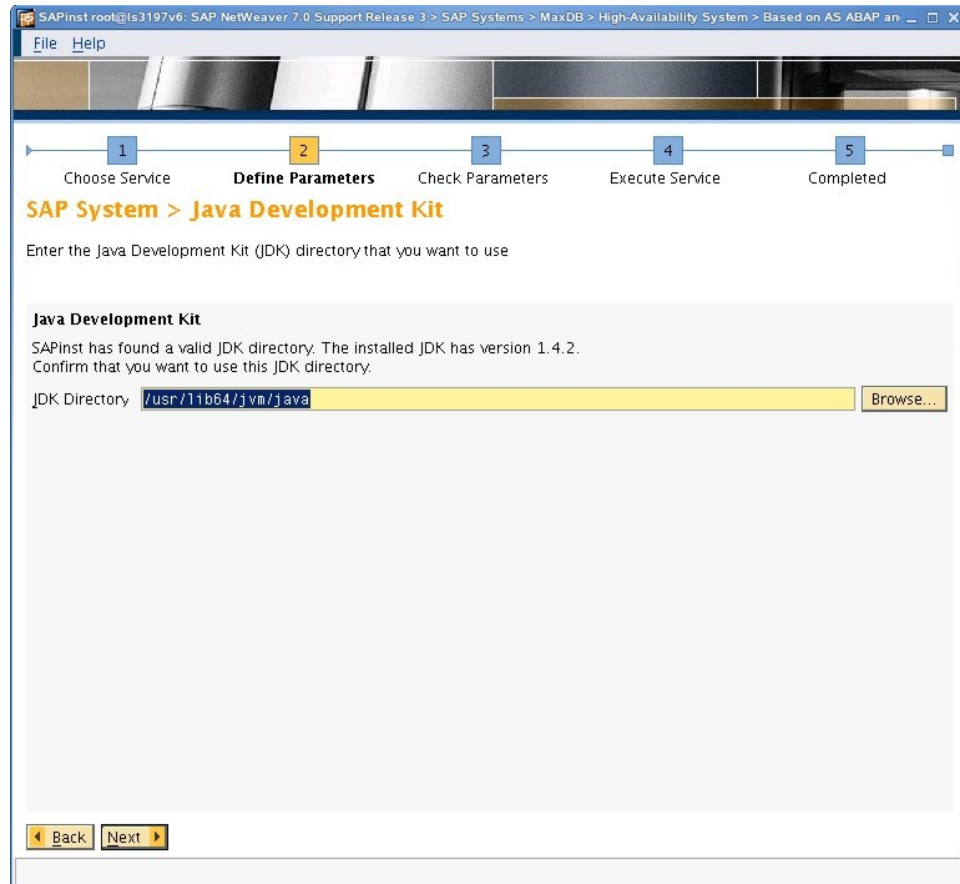 SAPinst root@ls3197v6: SAP NetWeaver 7.0 Support Release 3 > SAP Systems > MaxDB > High-Availability System > Based on AS ABAP an
File Help
1 2 3 4 5
Choose Service Define Parameters Check Parameters Execute Service Completed
SAP System > Java Development Kit
Enter the Java Development Kit (JDK) directory that you want to use
Java Development Kit
SAPinst has found a valid JDK directory. The installed JDK has version 1.4.2.
Confirm that you want to use this JDK directory.
JDK Directory /usr/lib64/jvm/java Browse...
Back Next